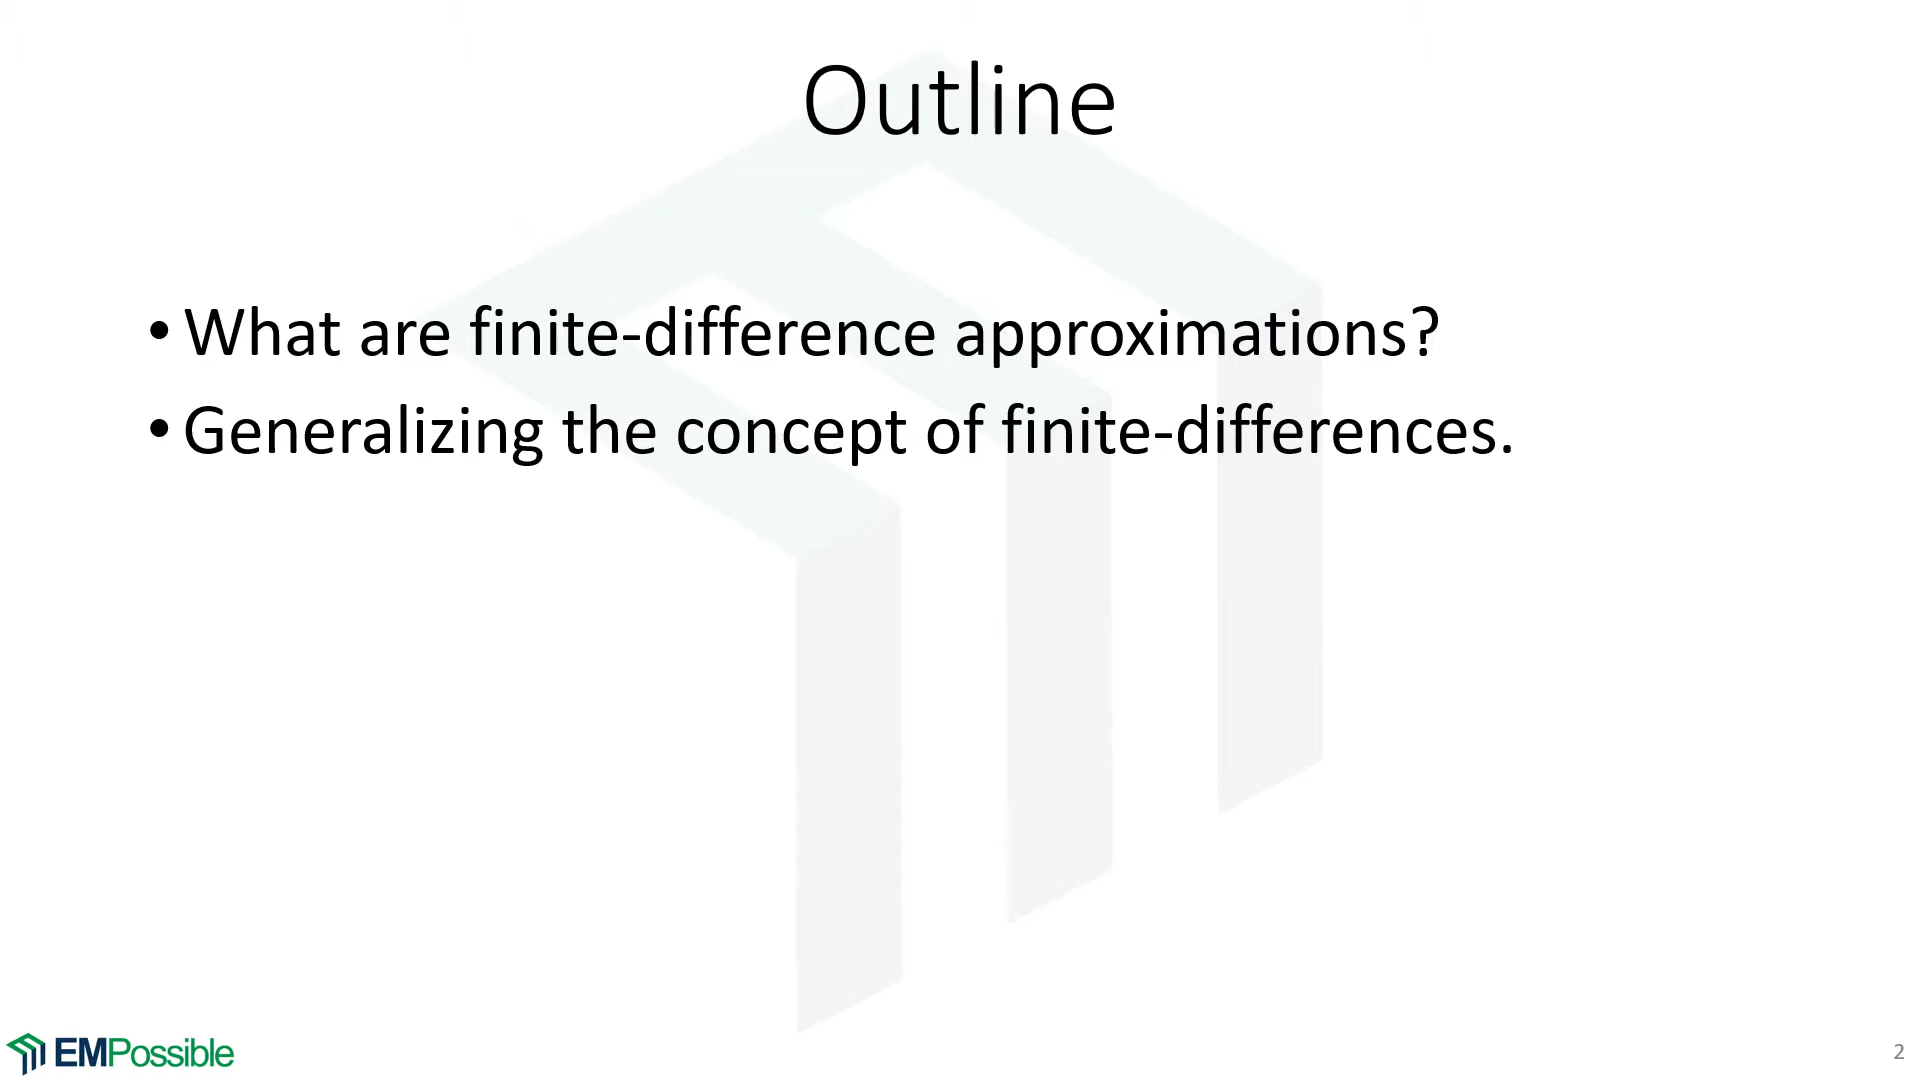 Outline
• What are finite-difference approximations?
• Generalizing the concept of finite-differences.
EMPossible
2